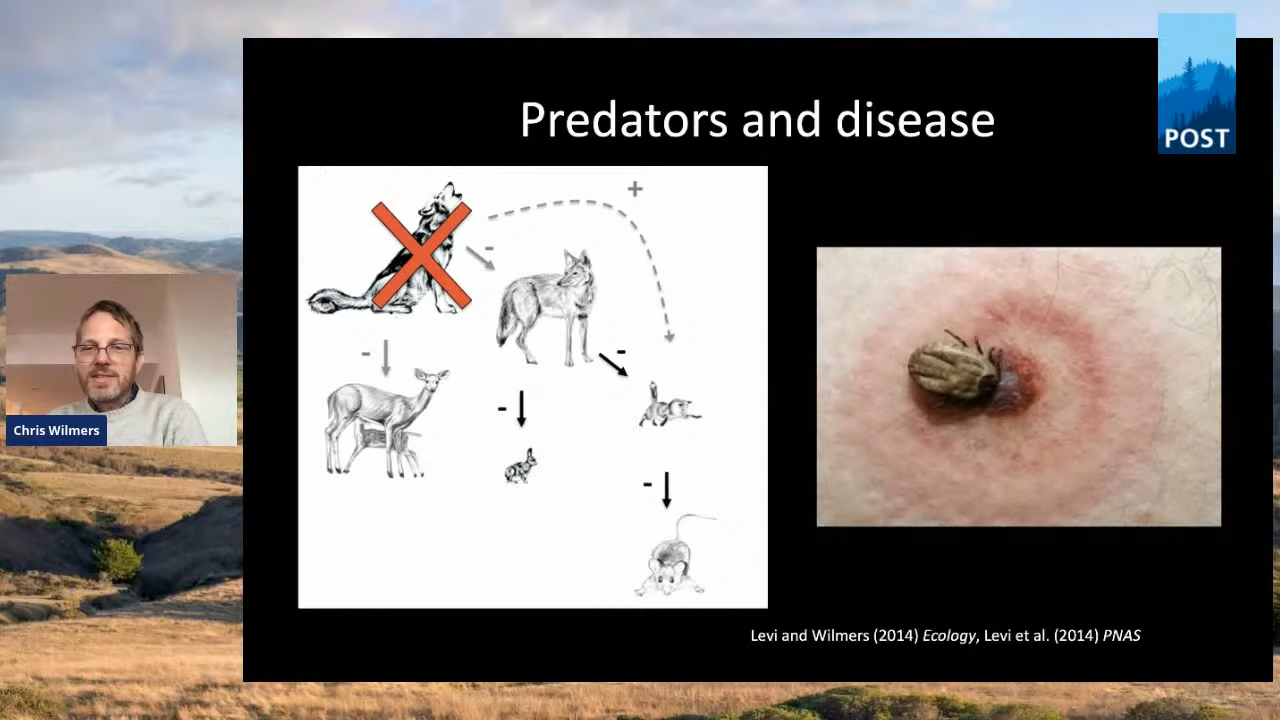 Predators and disease
POST
+
-
-
-
-
-
Chris Wilmers
Levi and Wilmers (2014) Ecology, Levi et al. (2014) PNAS